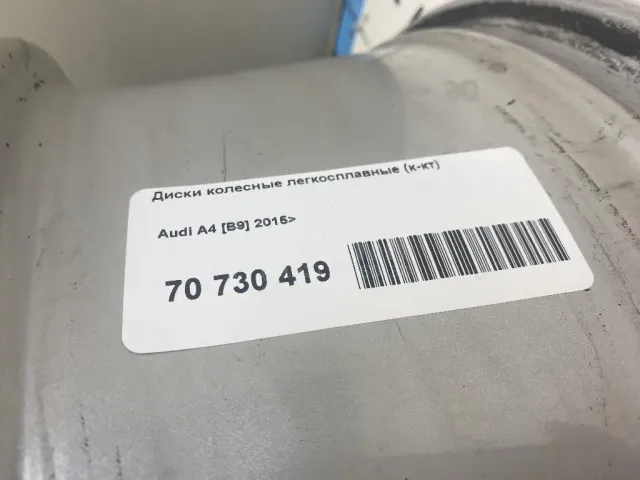 Диски колесные легкосплавные (к-кт)
Audi A4 [B9] 2015>
70 730 419